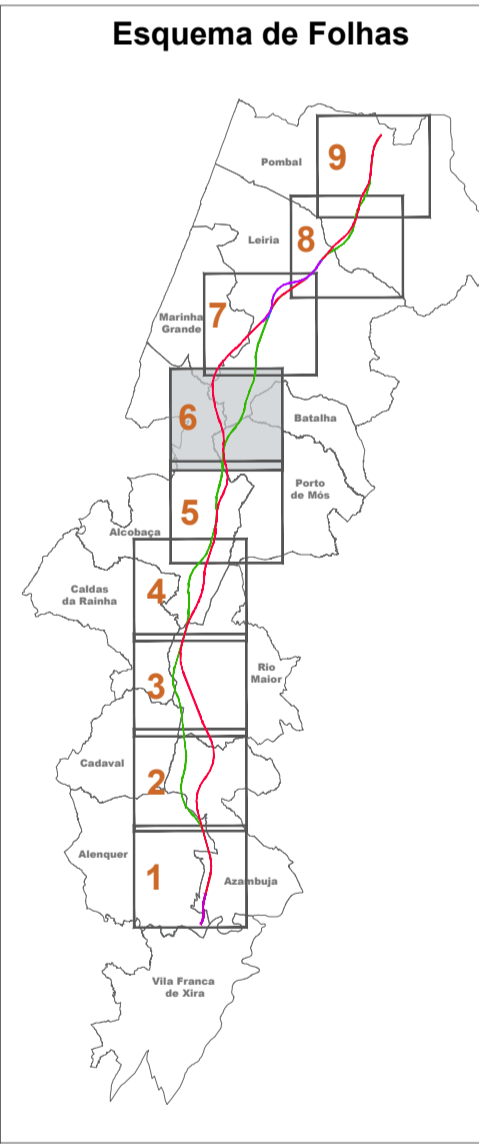 Esquema de Folhas
9
Pombal
8
Leiria
7
Marinha
Grande
6
Batalha
Porto
de Mós
5
Alcobaça
4
Caldas
da Rainha
Rio
Maior
3
Cadaval
2
Alenquer
1
Azambuja
Vila Franca
de Xira